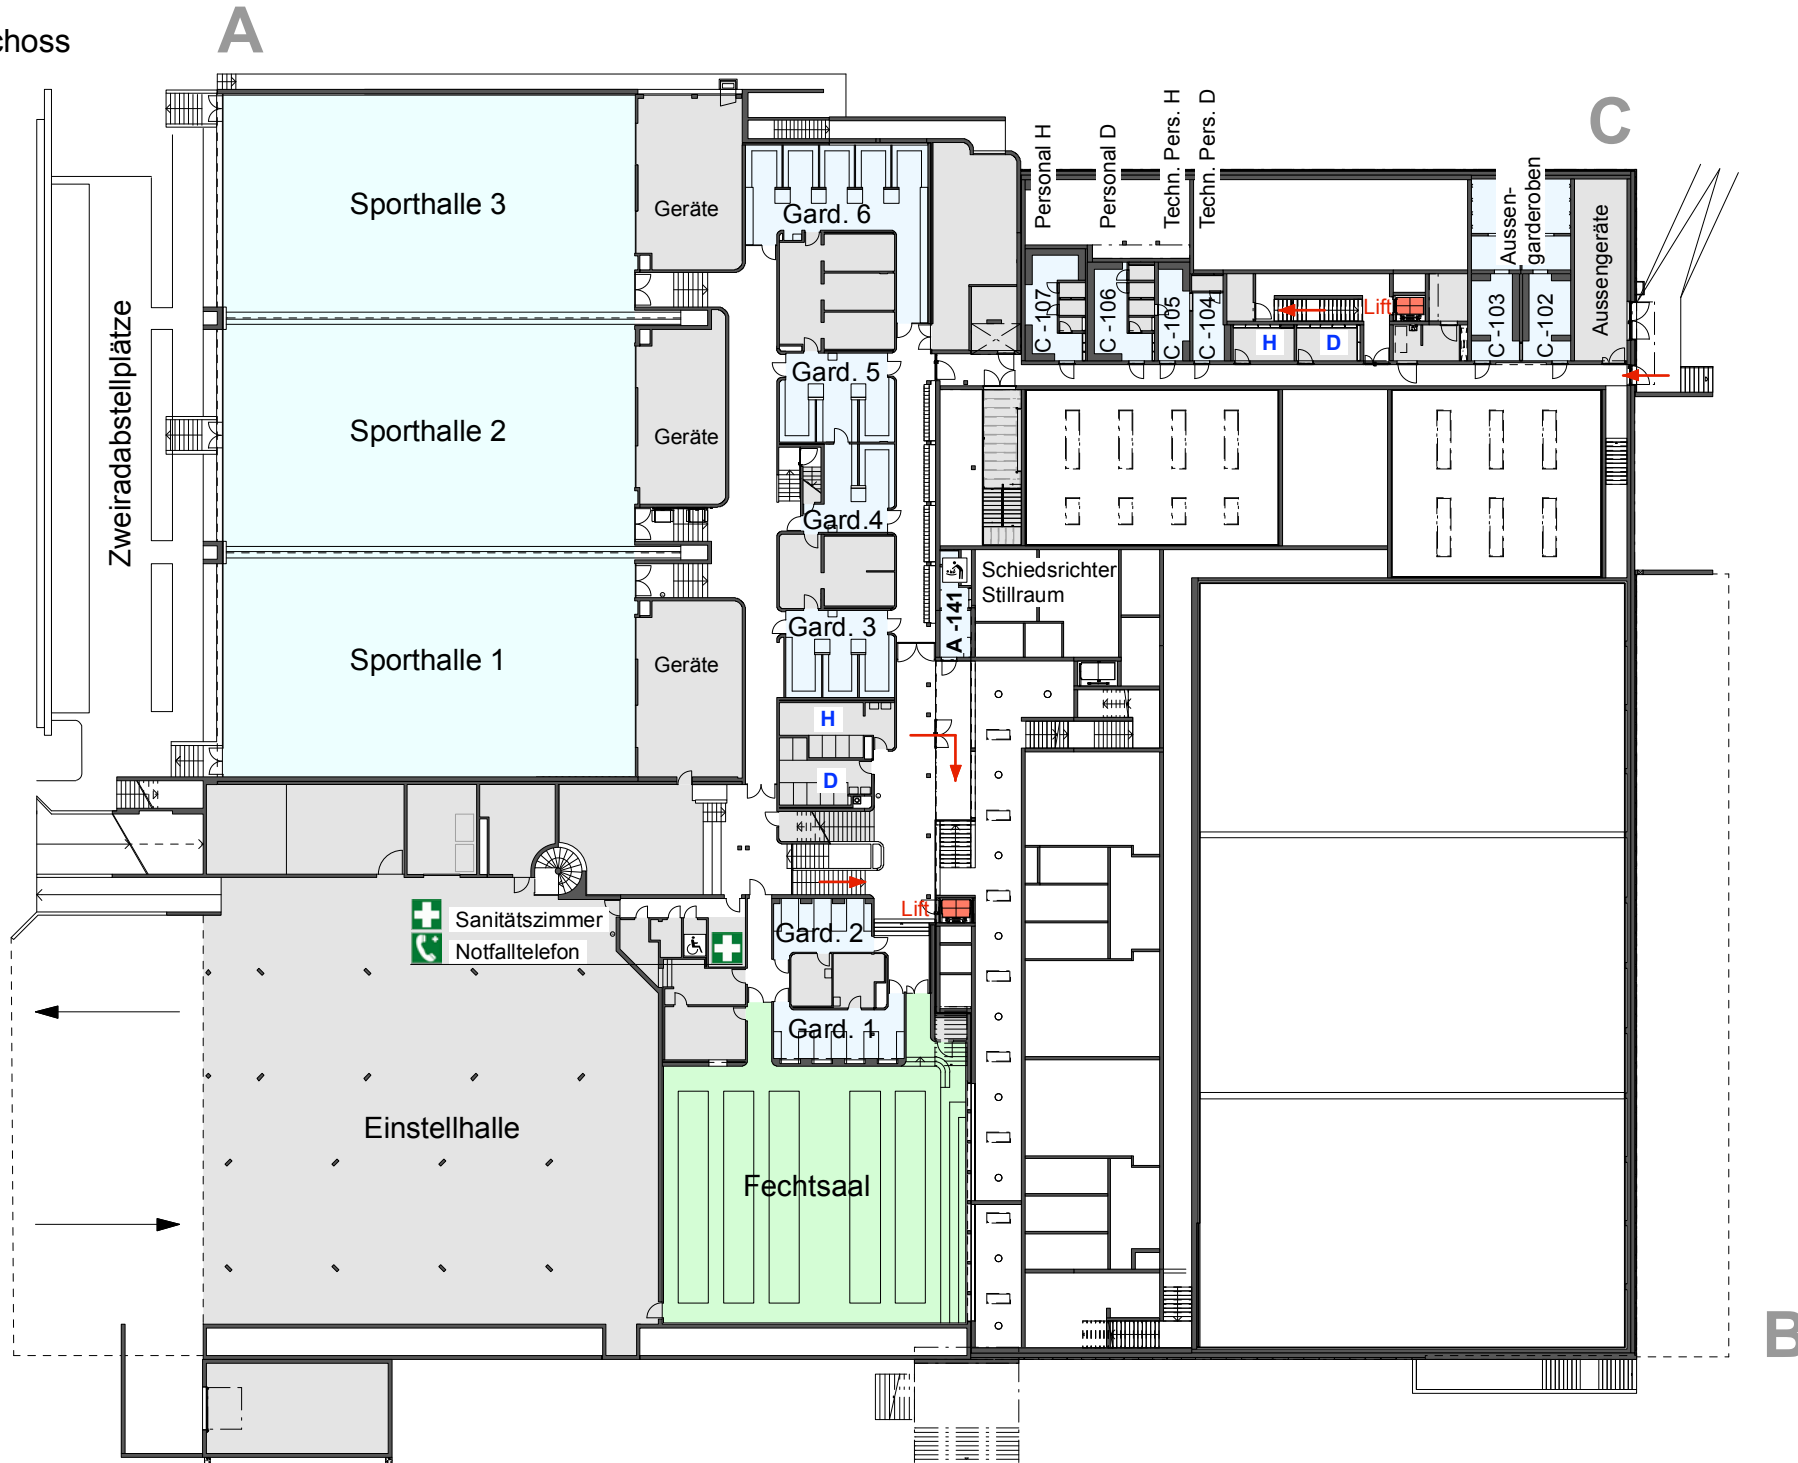 choss
A
C
Personal H
Personal D
Techn. Pers. H
Techn. Pers. D
Aussen-
garderoben
Aussengeräte
Sporthalle 3
Geräte
Gard. 6
C -107
C -106
C -105
C -104
Lift
H
D
C -103
C -102
Zweiradabstellplätze
Gard. 5
Sporthalle 2
Geräte
Gard.4
Schiedsrichter
Stillraum
A -141
Gard. 3
Sporthalle 1
Geräte
H
D
Sanitätszimmer
Notfalltelefon
Lift
Gard. 2
Gard. 1
Einstellhalle
Fechtsaal
B